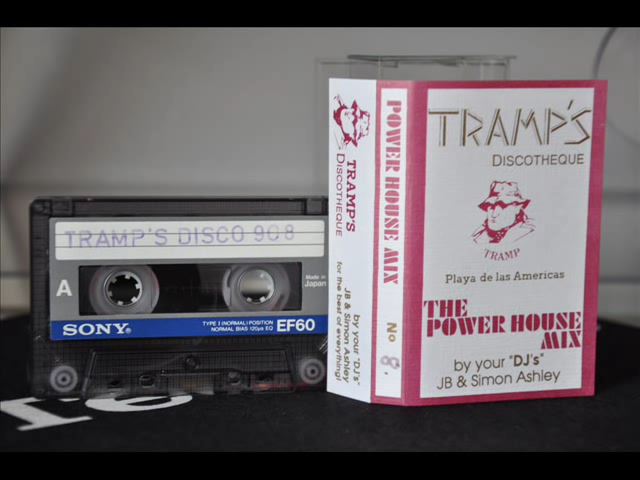 TRAMP'S DISCO 908
A
Made in
Japan
SONY®
TYPE I (NORMAL) POSITION
NORMAL BIAS 120µs EQ
EF60
TRAMP'S
DISCOTHEQUE
for the best of everything!
by your "DJ's"
JB & Simon Ashley
POWER HOUSE MIX
No 8.
TRAMP'S
DISCOTHEQUE
TRAMP
Playa de las Americas
THE
POWER HOUSE
MIX
by your "DJ's"
JB & Simon Ashley